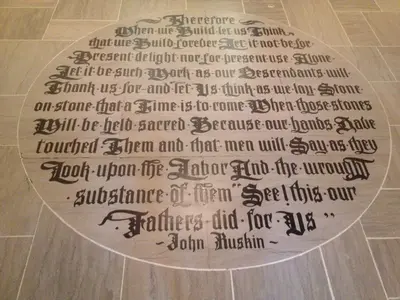 ~ Therefore ~
When·we·Build·let·us·Think,
that·we·Build·forever·Let·it·not·be·for·
Present·delight·nor·for·present·use·Alone·
Let·it·be·such·Work·as·our·Descendants·will·
Thank·us·for·and·let·Us·think·as·we·lay·Stone·
on·stone·that·a·Time·is·to·come·When·those·stones
Will·be·held·sacred·Because·our·hands·Have
touched·Them·and·that·men·will·Say·as·they
Look·upon·the·Labor·And·the·wrought
·substance·of·them·"See!·this·our
·Fathers·did·for·Us·"
~ John Ruskin ~